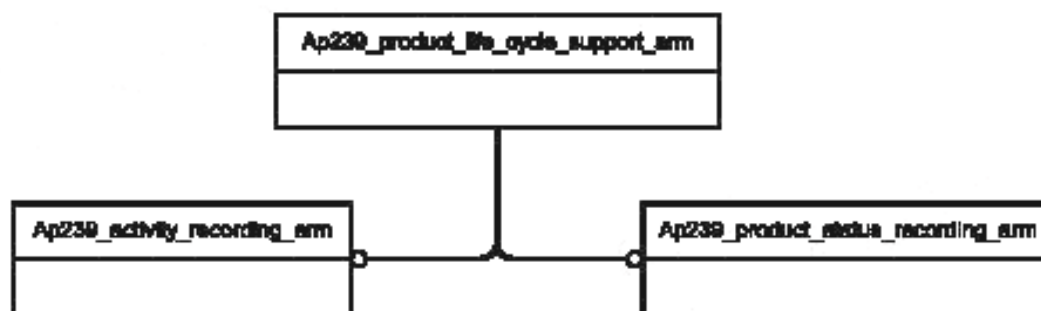 Ap239_product_life_cycle_support_arm
Ap239_activity_recording_arm
Ap239_product_status_recording_arm